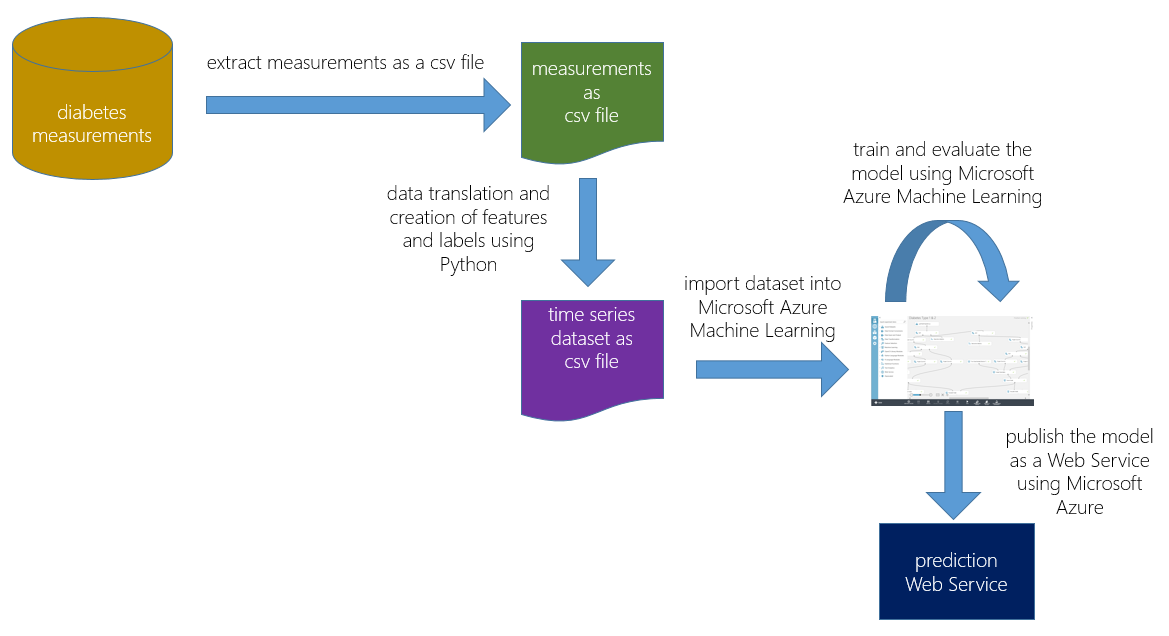 extract measurements as a csv file
diabetes
measurements
measurements
as
csv file
data translation and
creation of features
and labels using
Python
time series
dataset as
csv file
import dataset into
Microsoft Azure
Machine Learning
train and evaluate the
model using Microsoft
Azure Machine Learning
publish the model
as a Web Service
using Microsoft
Azure
prediction
Web Service